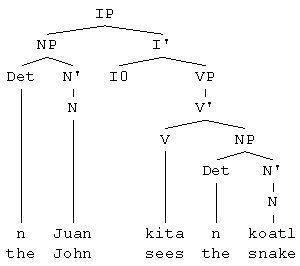 IP
NP I'
Det N' I0 VP
N V'
V NP
Det N'
N
n Juan kita n koatl
the John sees the snake